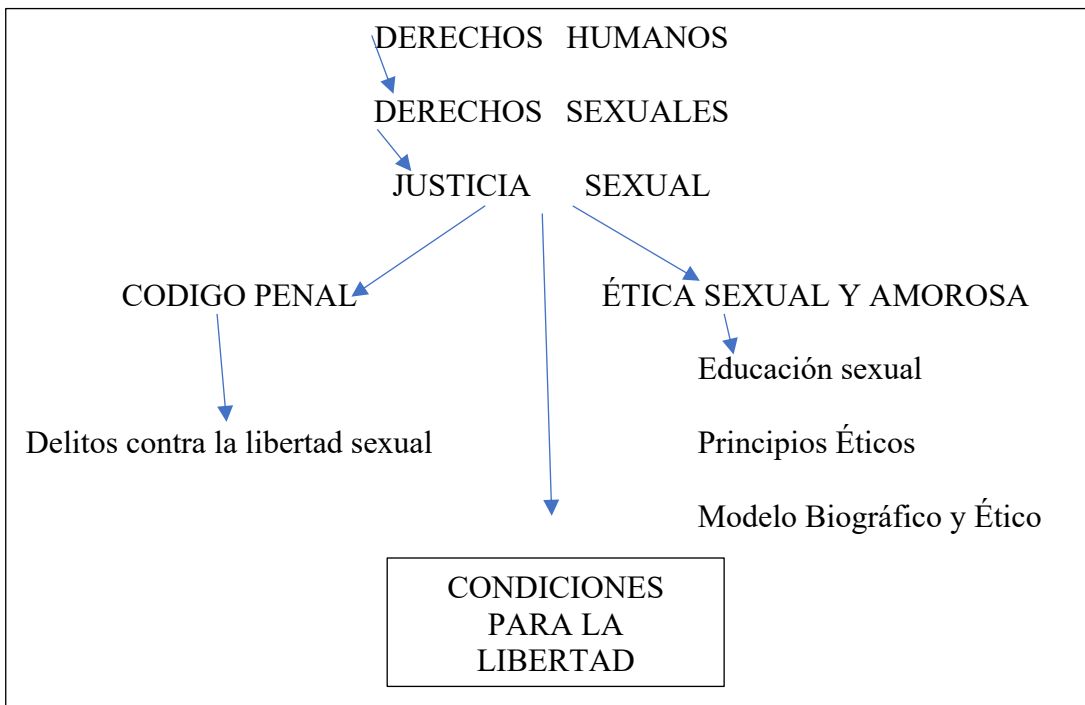 DERECHOS HUMANOS
DERECHOS SEXUALES
JUSTICIA SEXUAL
CODIGO PENAL
ÉTICA SEXUAL Y AMOROSA
Educación sexual
Delitos contra la libertad sexual
Principios Éticos
Modelo Biográfico y Ético
CONDICIONES
PARA LA
LIBERTAD